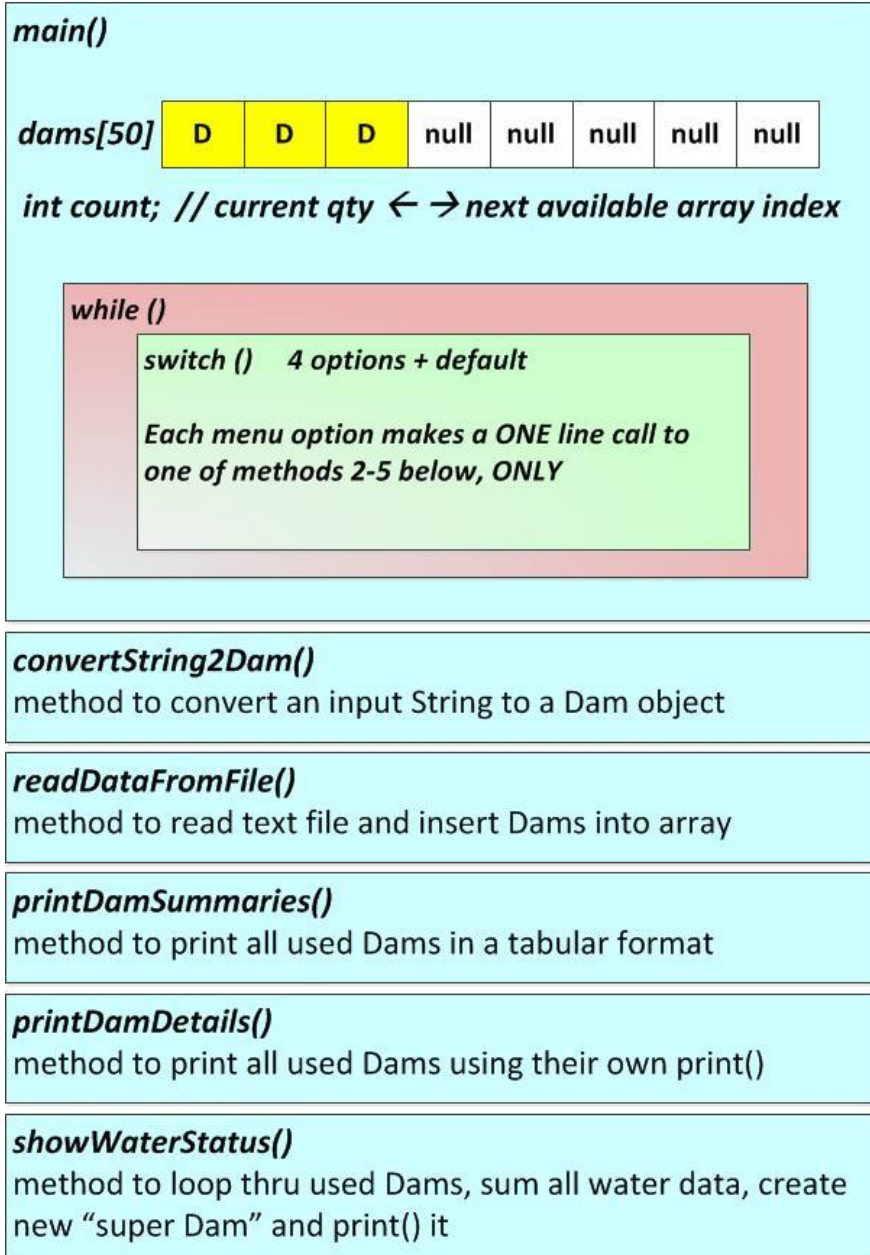 main()
dams[50] D D D null null null null null
int count; // current qty ← → next available array index
while ()
switch () 4 options + default
Each menu option makes a ONE line call to
one of methods 2-5 below, ONLY
convertString2Dam()
method to convert an input String to a Dam object
readDataFromFile()
method to read text file and insert Dams into array
printDamSummaries()
method to print all used Dams in a tabular format
printDamDetails()
method to print all used Dams using their own print()
showWaterStatus()
method to loop thru used Dams, sum all water data, create
new “super Dam” and print() it